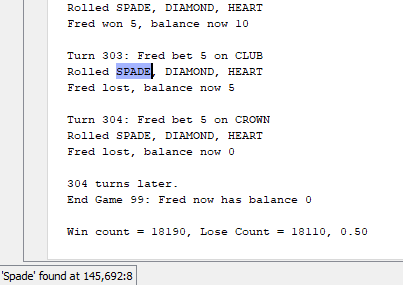 Rolled SPADE, DIAMOND, HEART
Fred won 5, balance now 10
Turn 303: Fred bet 5 on CLUB
Rolled SPADE, DIAMOND, HEART
Fred lost, balance now 5
Turn 304: Fred bet 5 on CROWN
Rolled SPADE, DIAMOND, HEART
Fred lost, balance now 0
304 turns later.
End Game 99: Fred now has balance 0
Win count = 18190, Lose Count = 18110, 0.50
'Spade' found at 145,692:8